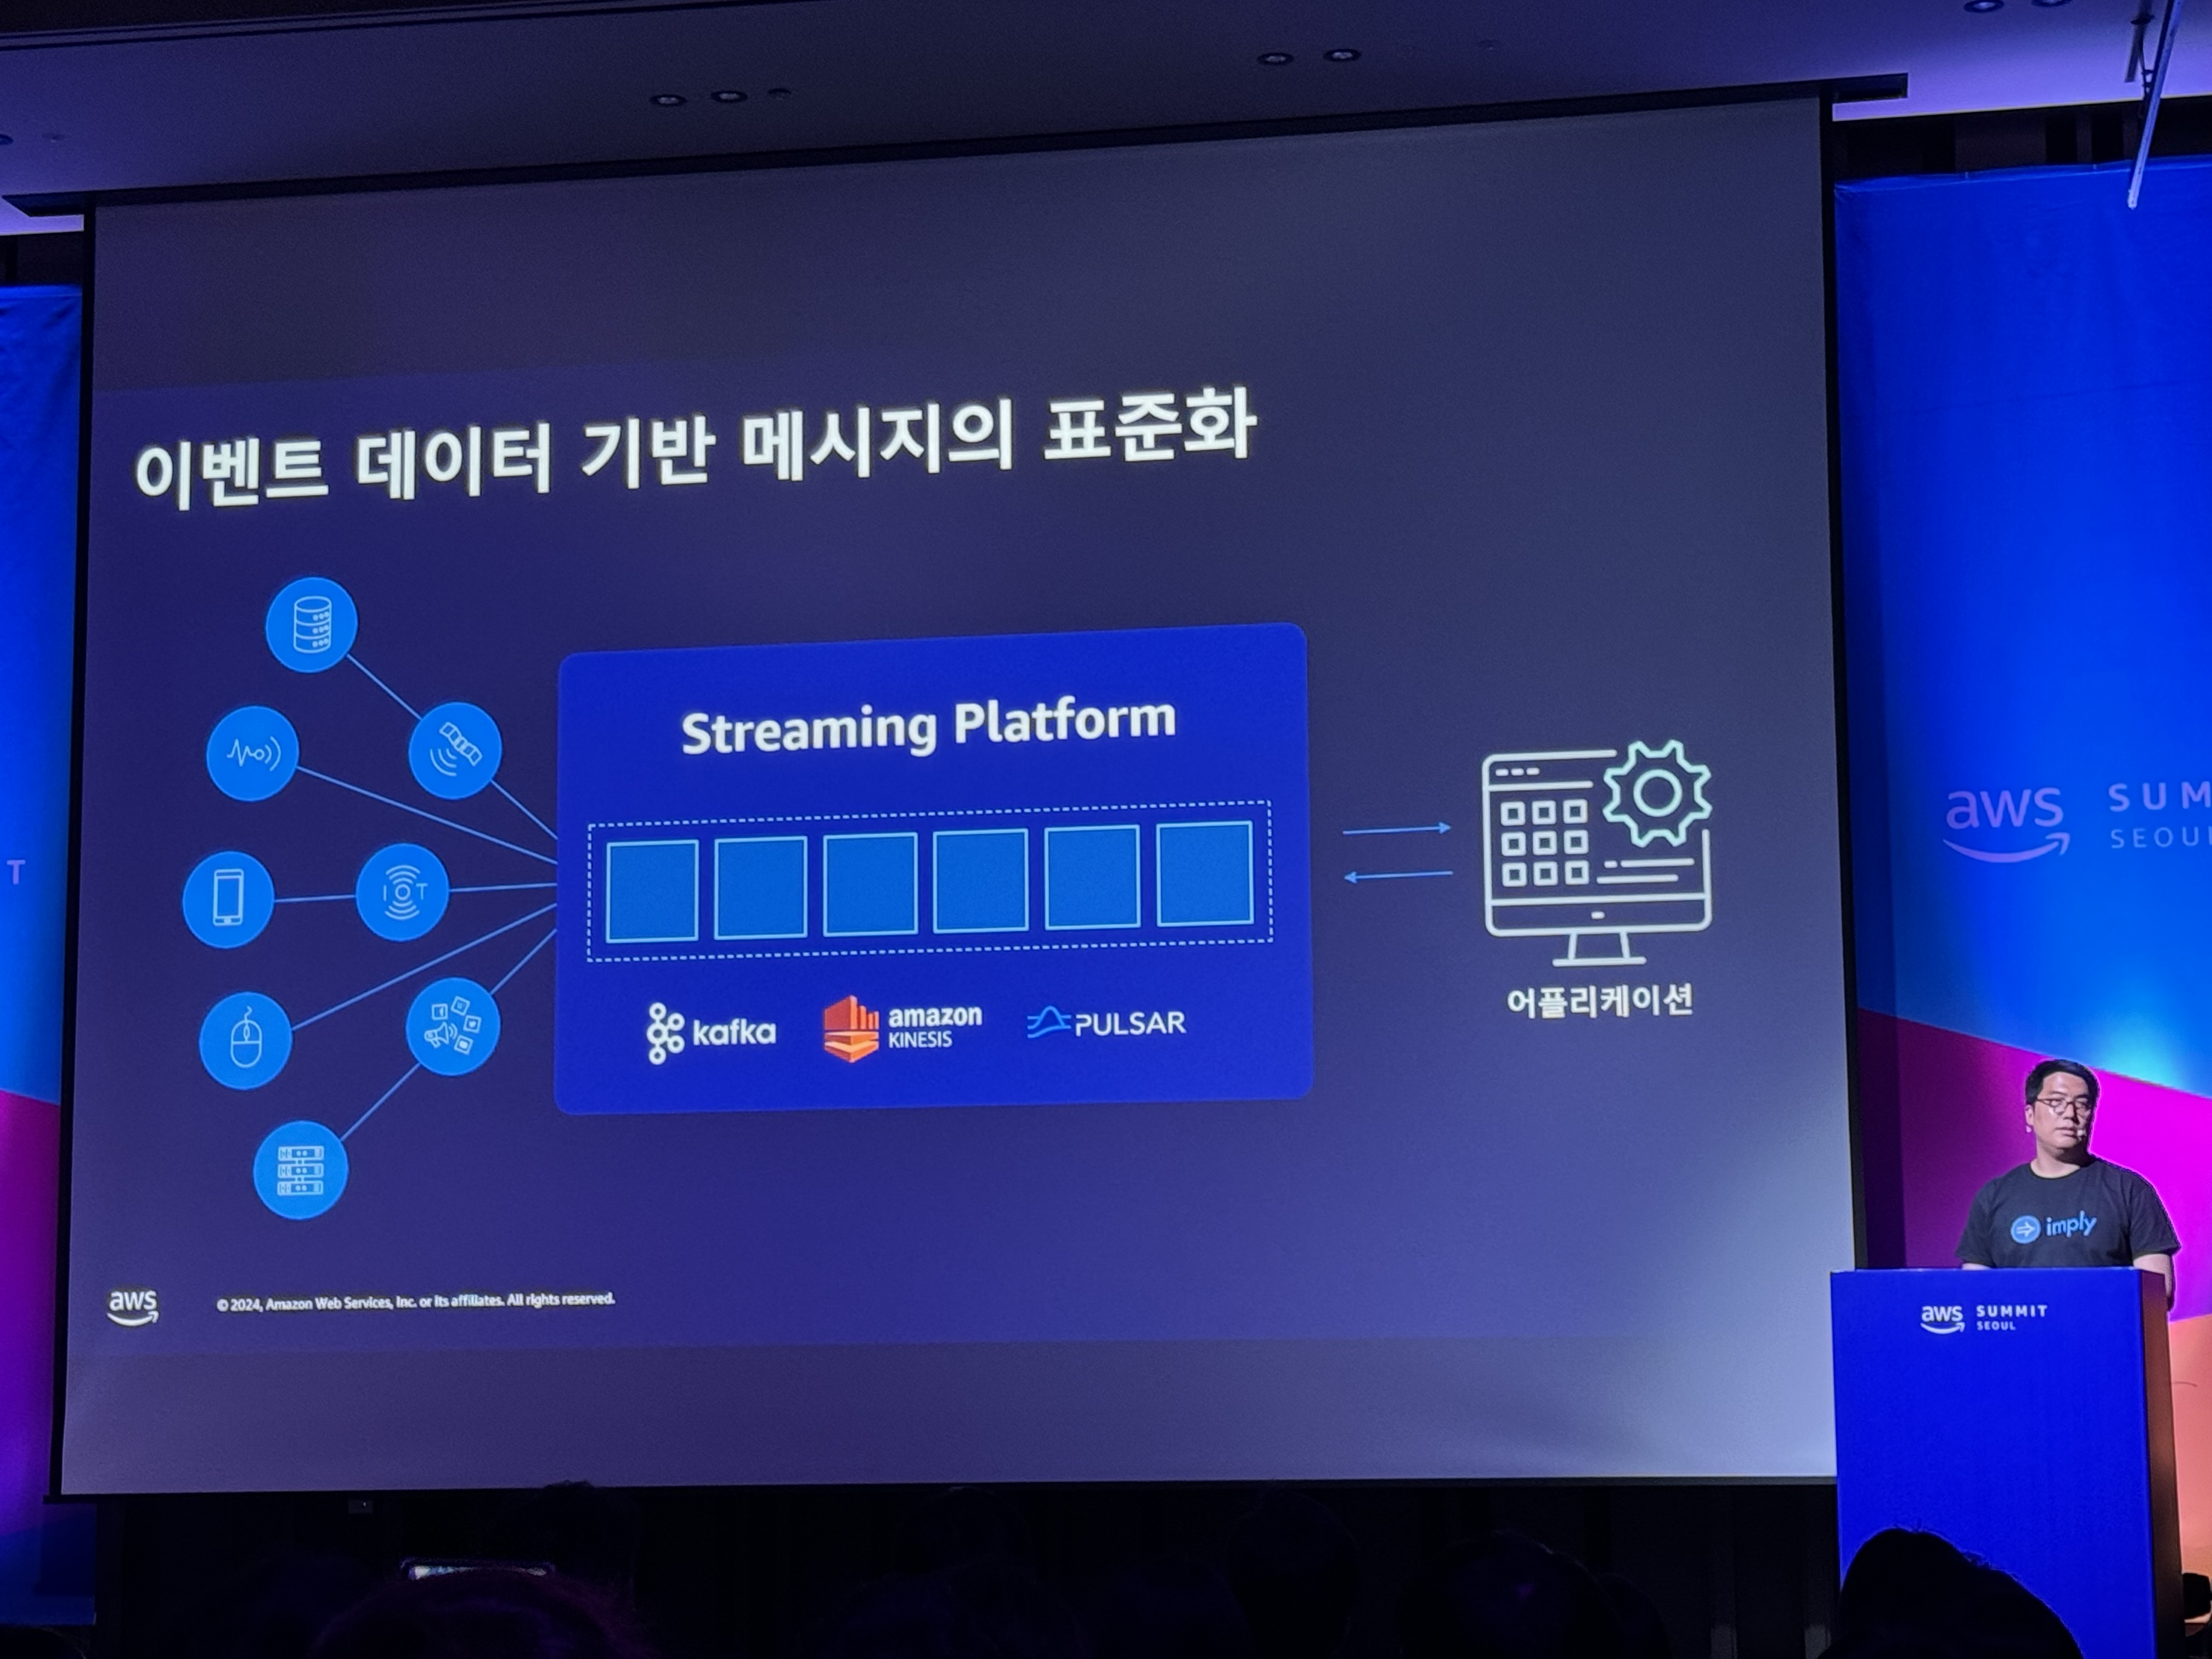 이벤트 데이터 기반 메시지의 표준화
Streaming Platform
IOT
kafka
amazon
KINESIS
PULSAR
어플리케이션
aws
© 2024, Amazon Web Services, Inc. or its affiliates. All rights reserved.
T
aws
SUM
SEOU
imply
aws SUMMIT
SEOUL